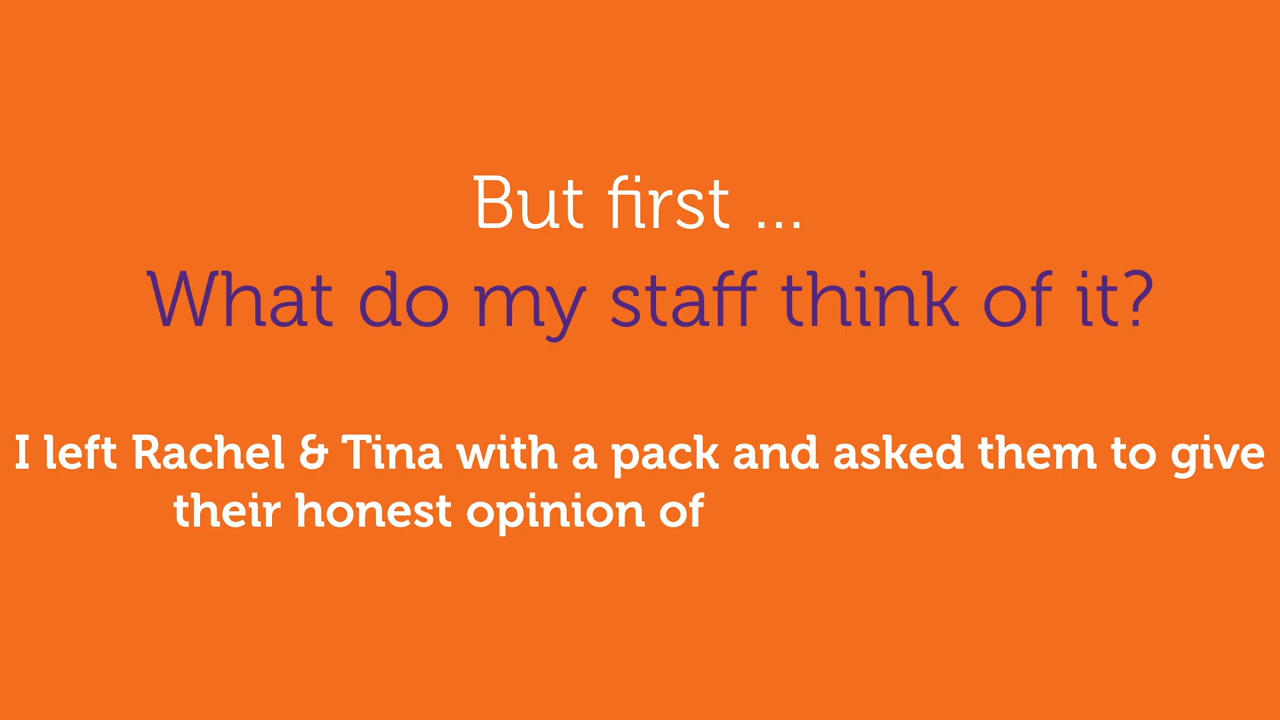 But first ...
What do my staff think of it?
I left Rachel & Tina with a pack and asked them to give
their honest opinion of